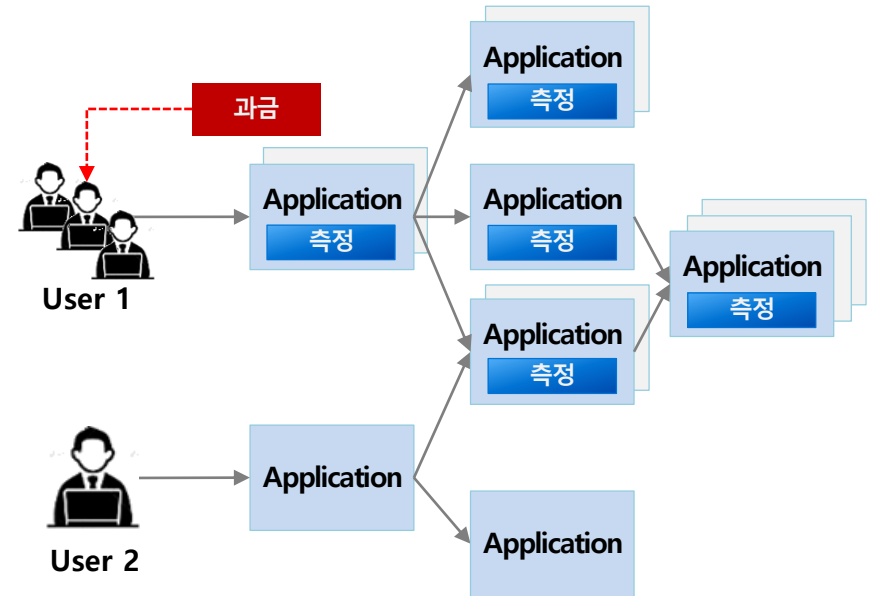 Application
측정
과금
Application
측정
Application
측정
Application
측정
User 1
Application
측정
Application
Application
User 2